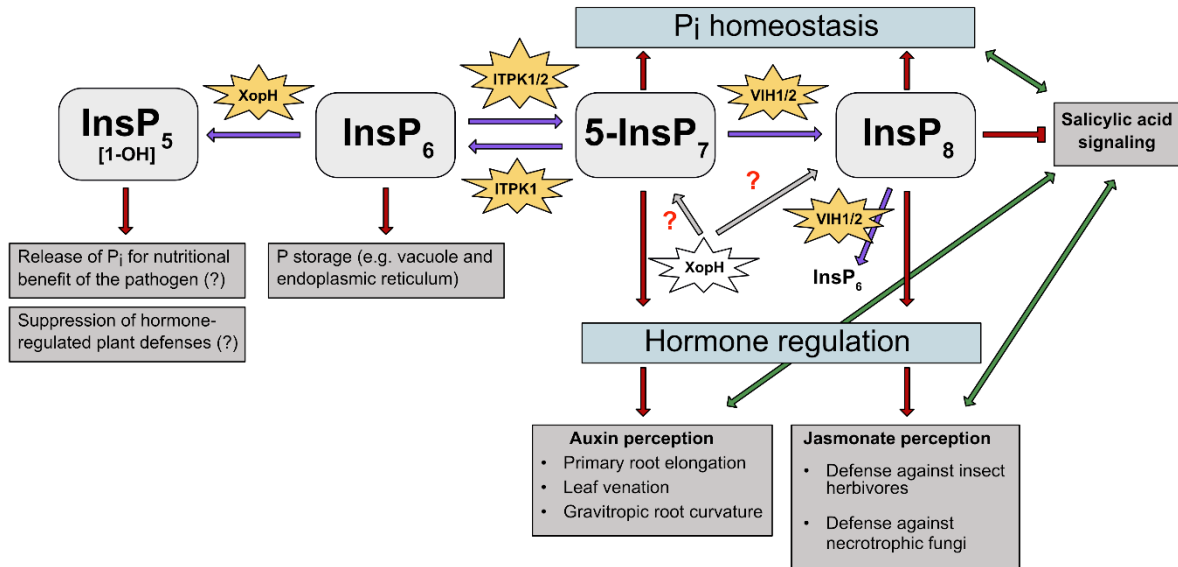 Pi homeostasis
XopH
ITPK1/2
VIH1/2
InsP5
[1-OH]
InsP6
5-InsP7
InsP8
Salicylic acid
signaling
ITPK1
?
?
VIH1/2
XopH
InsP6
Release of Pi for nutritional
benefit of the pathogen (?)
P storage (e.g. vacuole and
endoplasmic reticulum)
Suppression of hormone-
regulated plant defenses (?)
Hormone regulation
Auxin perception
• Primary root elongation
• Leaf venation
• Gravitropic root curvature
Jasmonate perception
• Defense against insect
herbivores
• Defense against
necrotrophic fungi